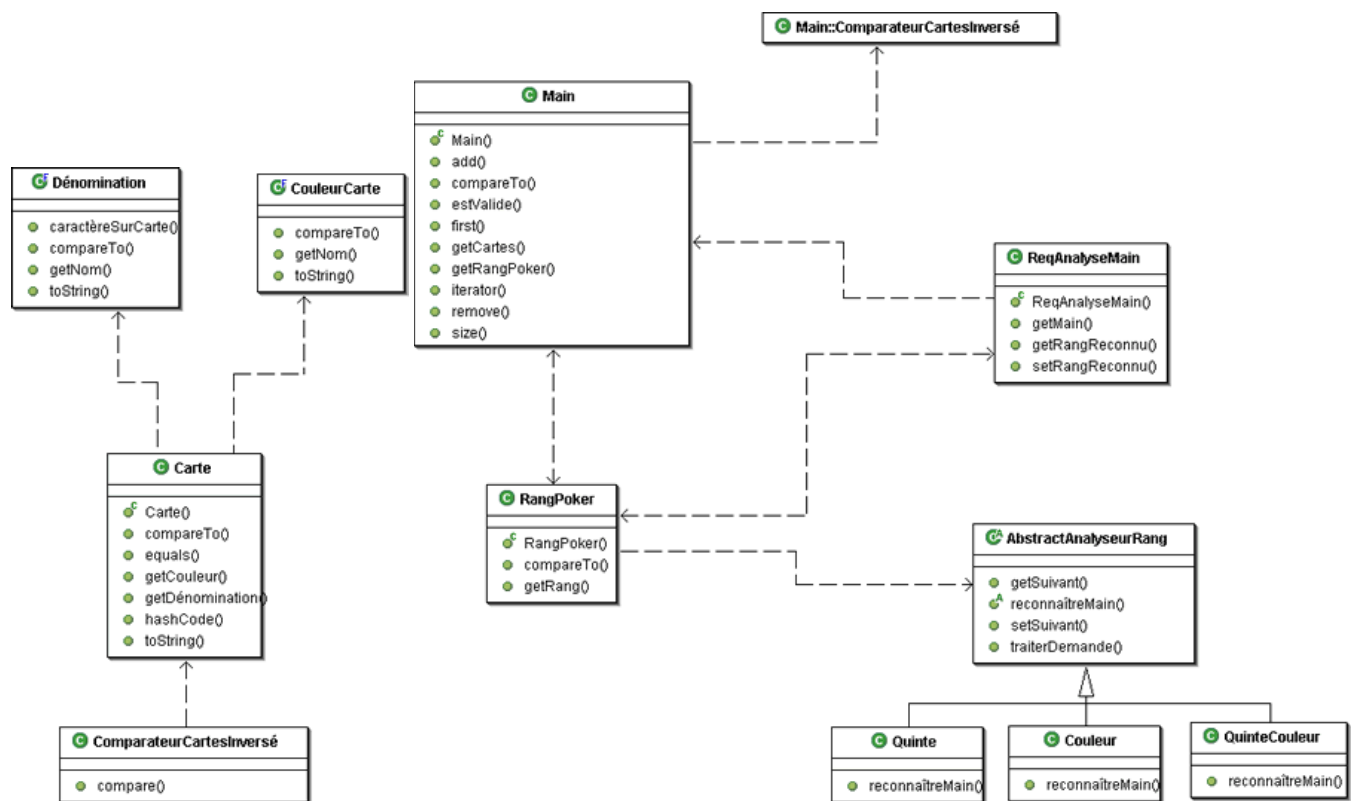 Main::ComparateurCartesInversé
Main
Main()
add()
compareTo()
estValide()
first()
getCartes()
getRangPoker()
iterator()
remove()
size()
Dénomination
caractèreSurCarte()
compareTo()
getNom()
toString()
CouleurCarte
compareTo()
getNom()
toString()
ReqAnalyseMain
ReqAnalyseMain()
getMain()
getRangReconnu()
setRangReconnu()
Carte
Carte()
compareTo()
equals()
getCouleur()
getDénomination()
hashCode()
toString()
RangPoker
RangPoker()
compareTo()
getRang()
AbstractAnalyseurRang
getSuivant()
reconnaîtreMain()
setSuivant()
traiterDemande()
ComparateurCartesInversé
compare()
Quinte
reconnaîtreMain()
Couleur
reconnaîtreMain()
QuinteCouleur
reconnaîtreMain()